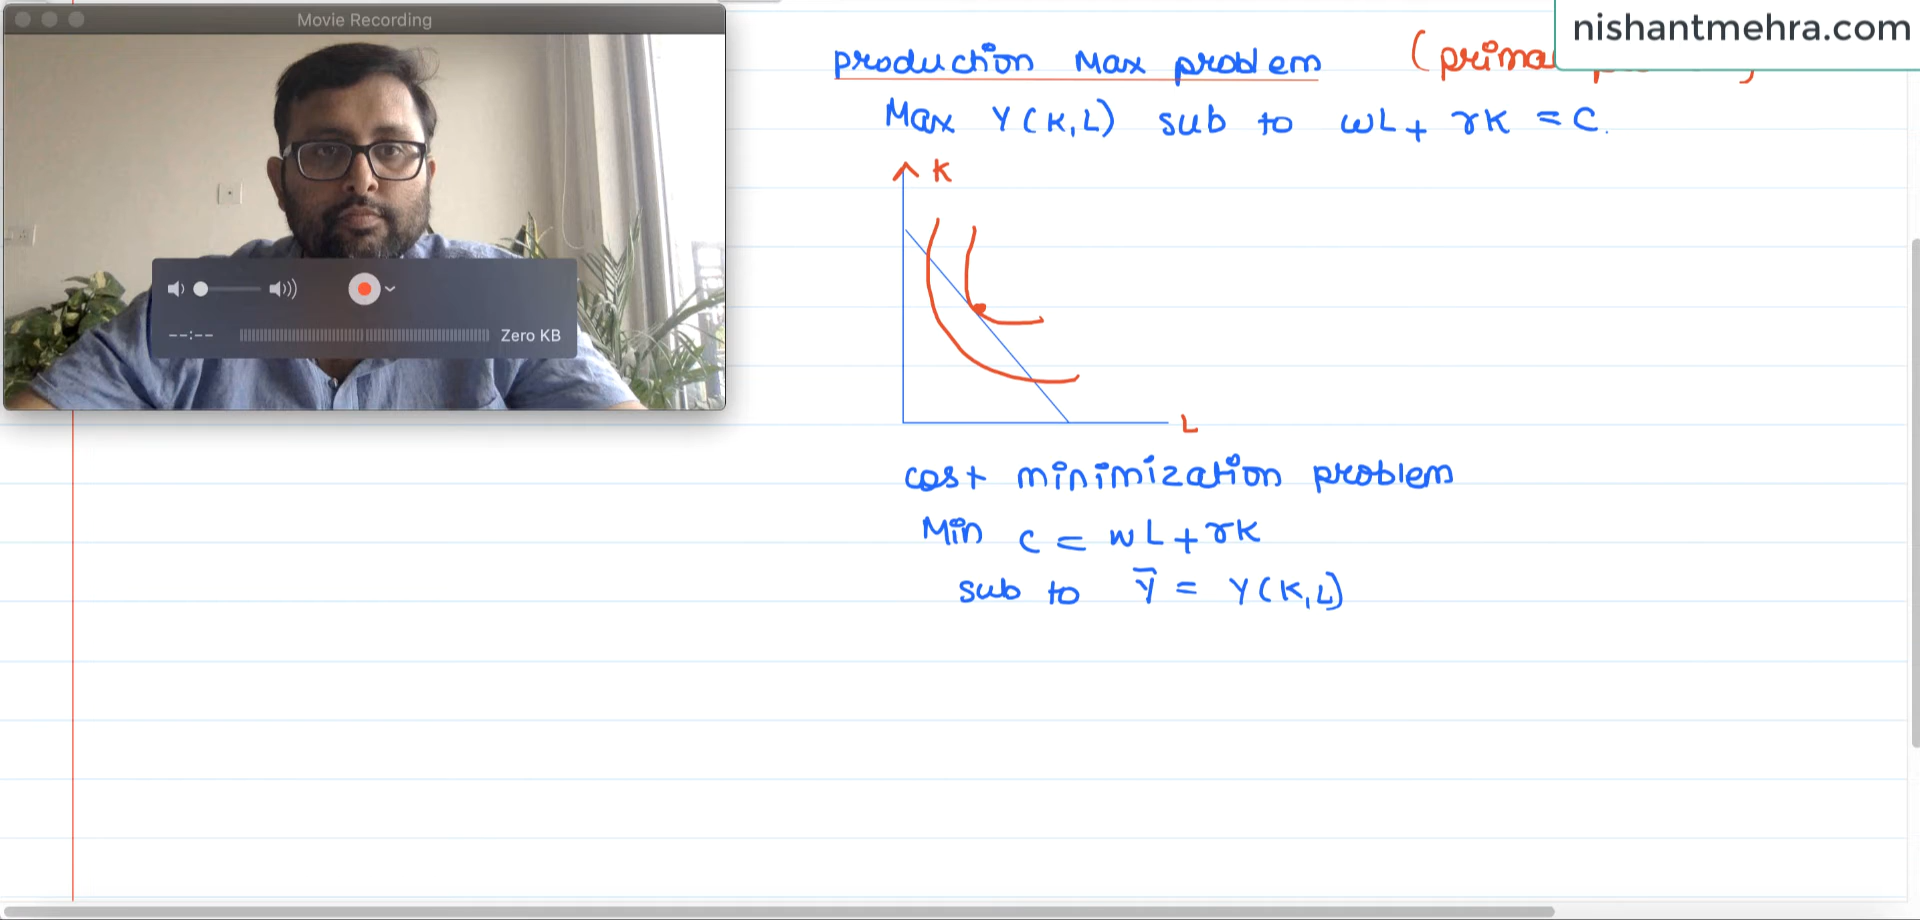 Movie Recording
nishantmehra.com
production Max problem
Max Y(K,L) sub to wL + rK = C.
K
--:--
Zero KB
L
cost minimization problem
Min C = wL + rK
sub to Ȳ = Y(K,L)